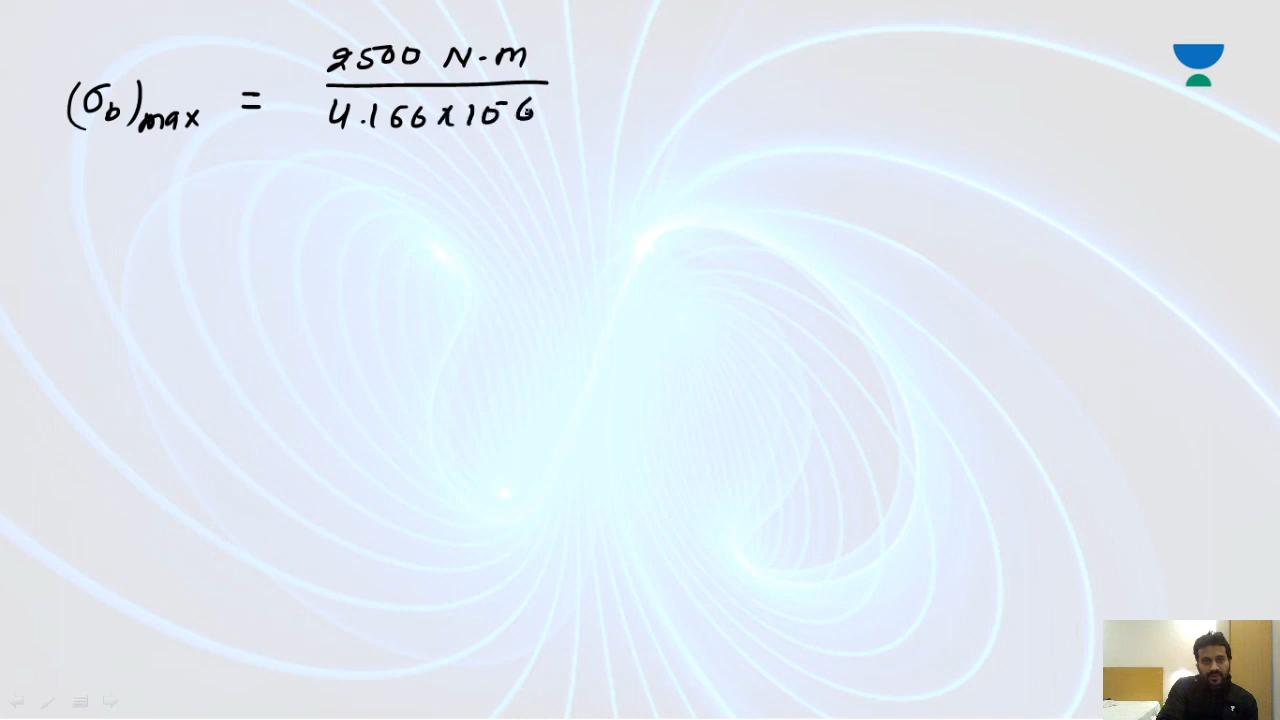 (σb)max = 2500 N.m / 4.166x10-6